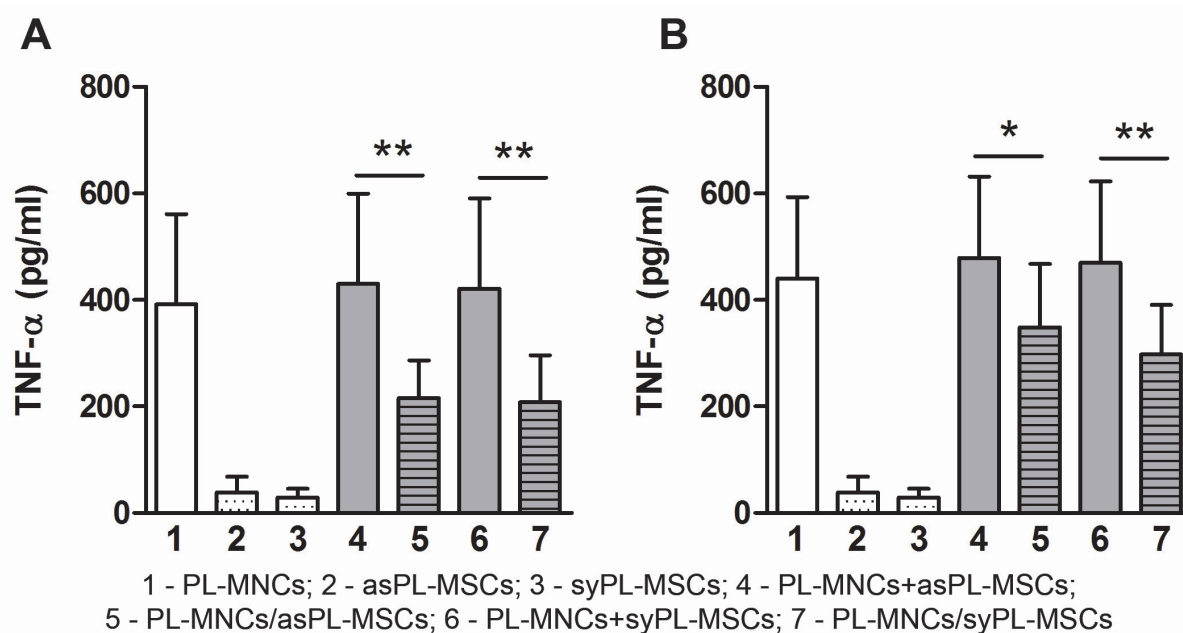 A
B
TNF-α (pg/ml)
800
600
400
200
0
** **
1 2 3 4 5 6 7
TNF-α (pg/ml)
800
600
400
200
0
* **
1 2 3 4 5 6 7
1 - PL-MNCs; 2 - asPL-MSCs; 3 - syPL-MSCs; 4 - PL-MNCs+asPL-MSCs;
5 - PL-MNCs/asPL-MSCs; 6 - PL-MNCs+syPL-MSCs; 7 - PL-MNCs/syPL-MSCs